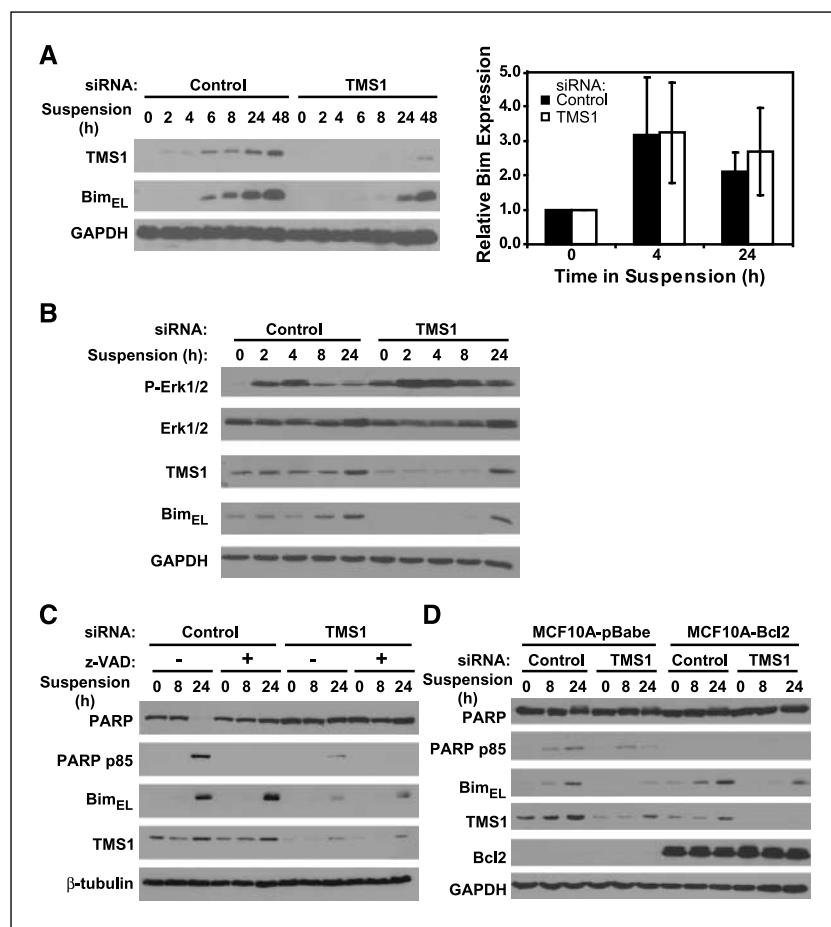 A
siRNA: Control TMS1
Suspension (h) 0 2 4 6 8 24 48 0 2 4 6 8 24 48
TMS1
BimEL
GAPDH
Relative Bim Expression
5.0
4.0
3.0
2.0
1.0
0.0
siRNA:
Control
TMS1
0 4 24
Time in Suspension (h)
B
siRNA: Control TMS1
Suspension (h): 0 2 4 8 24 0 2 4 8 24
P-Erk1/2
Erk1/2
TMS1
BimEL
GAPDH
C
siRNA: Control TMS1
z-VAD: - + - +
Suspension (h) 0 8 24 0 8 24 0 8 24 0 8 24
PARP
PARP p85
BimEL
TMS1
β-tubulin
D
MCF10A-pBabe MCF10A-Bcl2
siRNA: Control TMS1 Control TMS1
Suspension (h) 0 8 24 0 8 24 0 8 24 0 8 24
PARP
PARP p85
BimEL
TMS1
Bcl2
GAPDH